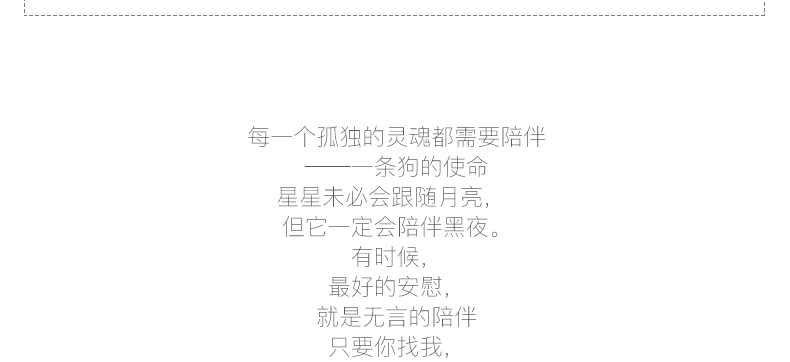 每一个孤独的灵魂都需要陪伴
——一条狗的使命
星星未必会跟随月亮，
但它一定会陪伴黑夜。
有时候，
最好的安慰，
就是无言的陪伴
只要你找我，